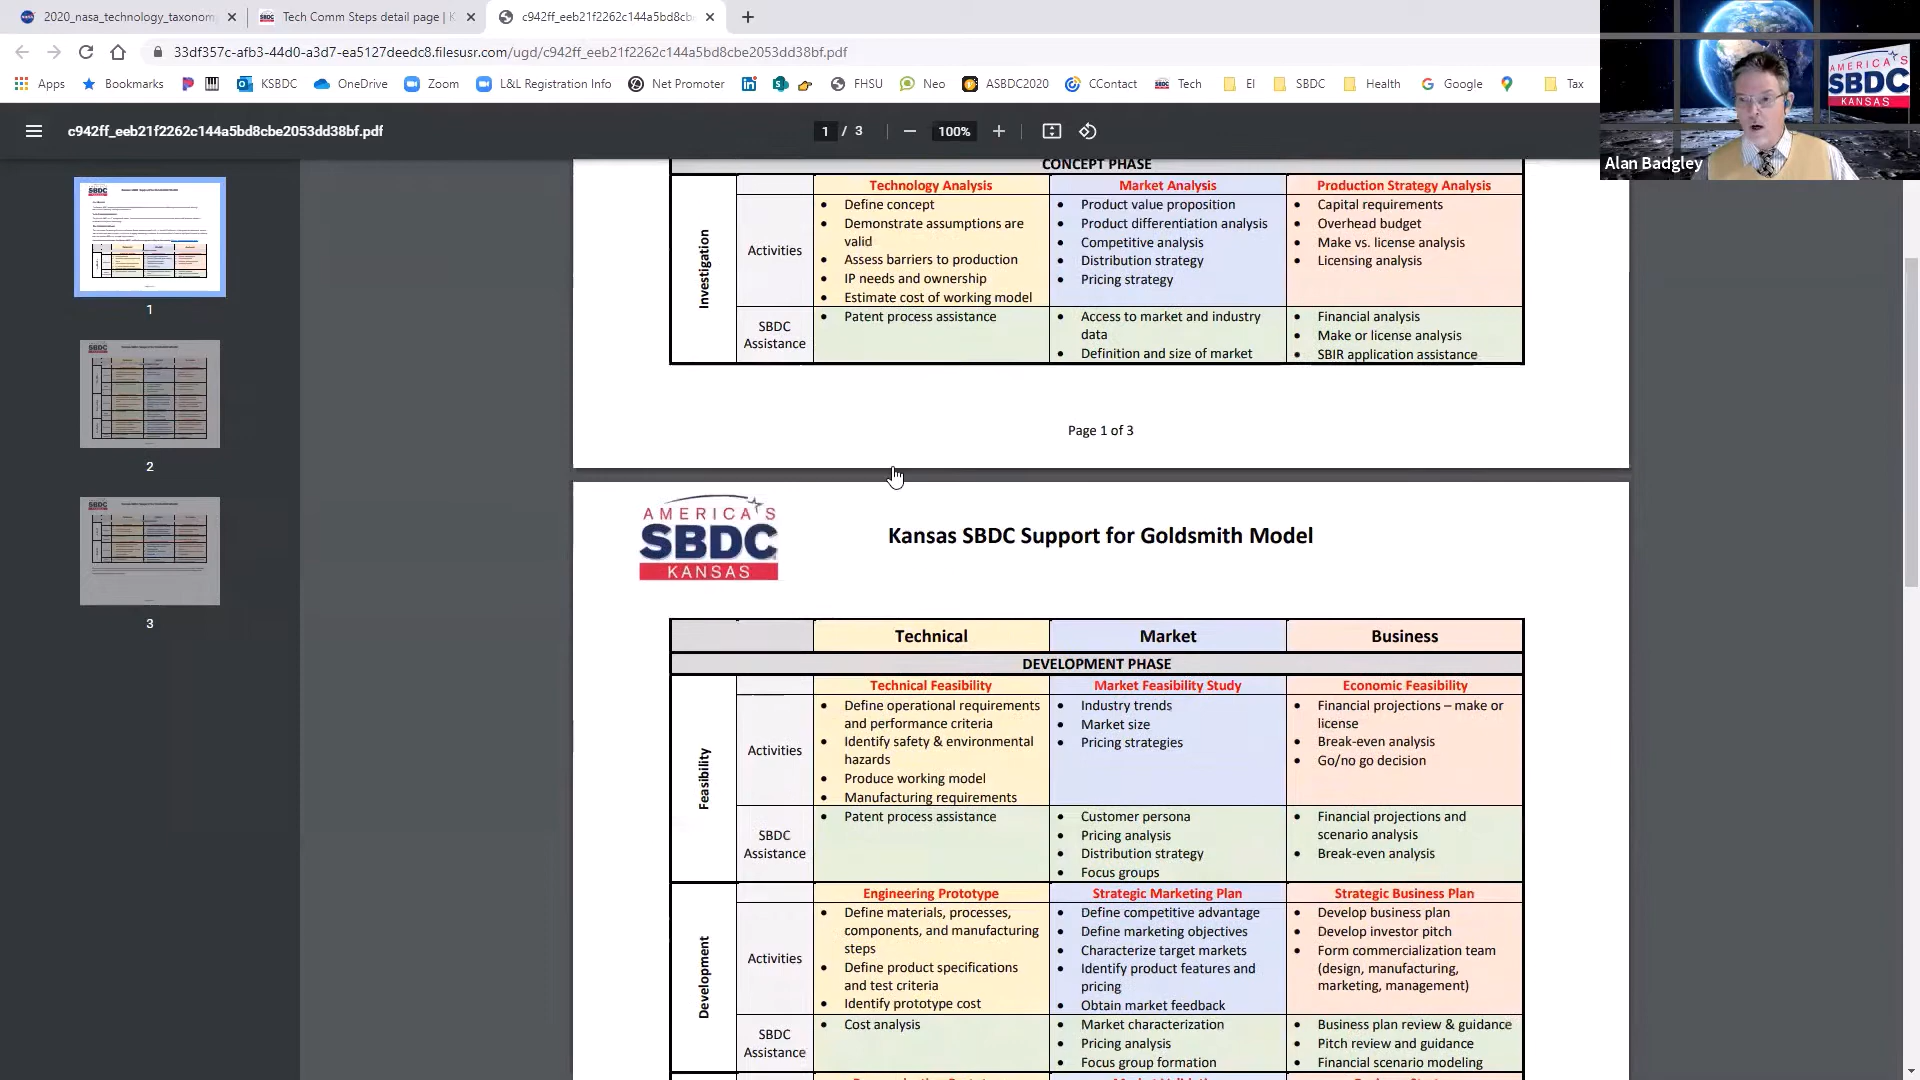 2020_nasa_technology_taxonom
Tech Comm Steps detail page | K
c942ff_eeb21f2262c144a5bd8cb
33df357c-afb3-44d0-a3d7-ea5127deedc8.filesusr.com/ugd/c942ff_eeb21f2262c144a5bd8cbe2053dd38bf.pdf
Apps Bookmarks KSBDC OneDrive Zoom L&L Registration Info Net Promoter FHSU Neo ASBDC2020 CContact Tech EI SBDC Health Google Tax
AMERICA'S
SBDC
KANSAS
Alan Badgley
c942ff_eeb21f2262c144a5bd8cbe2053dd38bf.pdf
1 / 3
100%
1
2
3
CONCEPT PHASE
Technology Analysis Market Analysis Production Strategy Analysis
Investigation
Activities
• Define concept
• Demonstrate assumptions are
valid
• Assess barriers to production
• IP needs and ownership
• Estimate cost of working model
• Product value proposition
• Product differentiation analysis
• Competitive analysis
• Distribution strategy
• Pricing strategy
• Capital requirements
• Overhead budget
• Make vs. license analysis
• Licensing analysis
SBDC
Assistance
• Patent process assistance
• Access to market and industry
data
• Definition and size of market
• Financial analysis
• Make or license analysis
• SBIR application assistance
Page 1 of 3
AMERICA'S
SBDC
KANSAS
Kansas SBDC Support for Goldsmith Model
Technical Market Business
DEVELOPMENT PHASE
Technical Feasibility Market Feasibility Study Economic Feasibility
Feasibility
Activities
• Define operational requirements
and performance criteria
• Identify safety & environmental
hazards
• Produce working model
• Manufacturing requirements
• Industry trends
• Market size
• Pricing strategies
• Financial projections – make or
license
• Break-even analysis
• Go/no go decision
SBDC
Assistance
• Patent process assistance
• Customer persona
• Pricing analysis
• Distribution strategy
• Focus groups
• Financial projections and
scenario analysis
• Break-even analysis
Engineering Prototype Strategic Marketing Plan Strategic Business Plan
Development
Activities
• Define materials, processes,
components, and manufacturing
steps
• Define product specifications
and test criteria
• Identify prototype cost
• Define competitive advantage
• Define marketing objectives
• Characterize target markets
• Identify product features and
pricing
• Obtain market feedback
• Develop business plan
• Develop investor pitch
• Form commercialization team
(design, manufacturing,
marketing, management)
SBDC
Assistance
• Cost analysis
• Market characterization
• Pricing analysis
• Focus group formation
• Business plan review & guidance
• Pitch review and guidance
• Financial scenario modeling